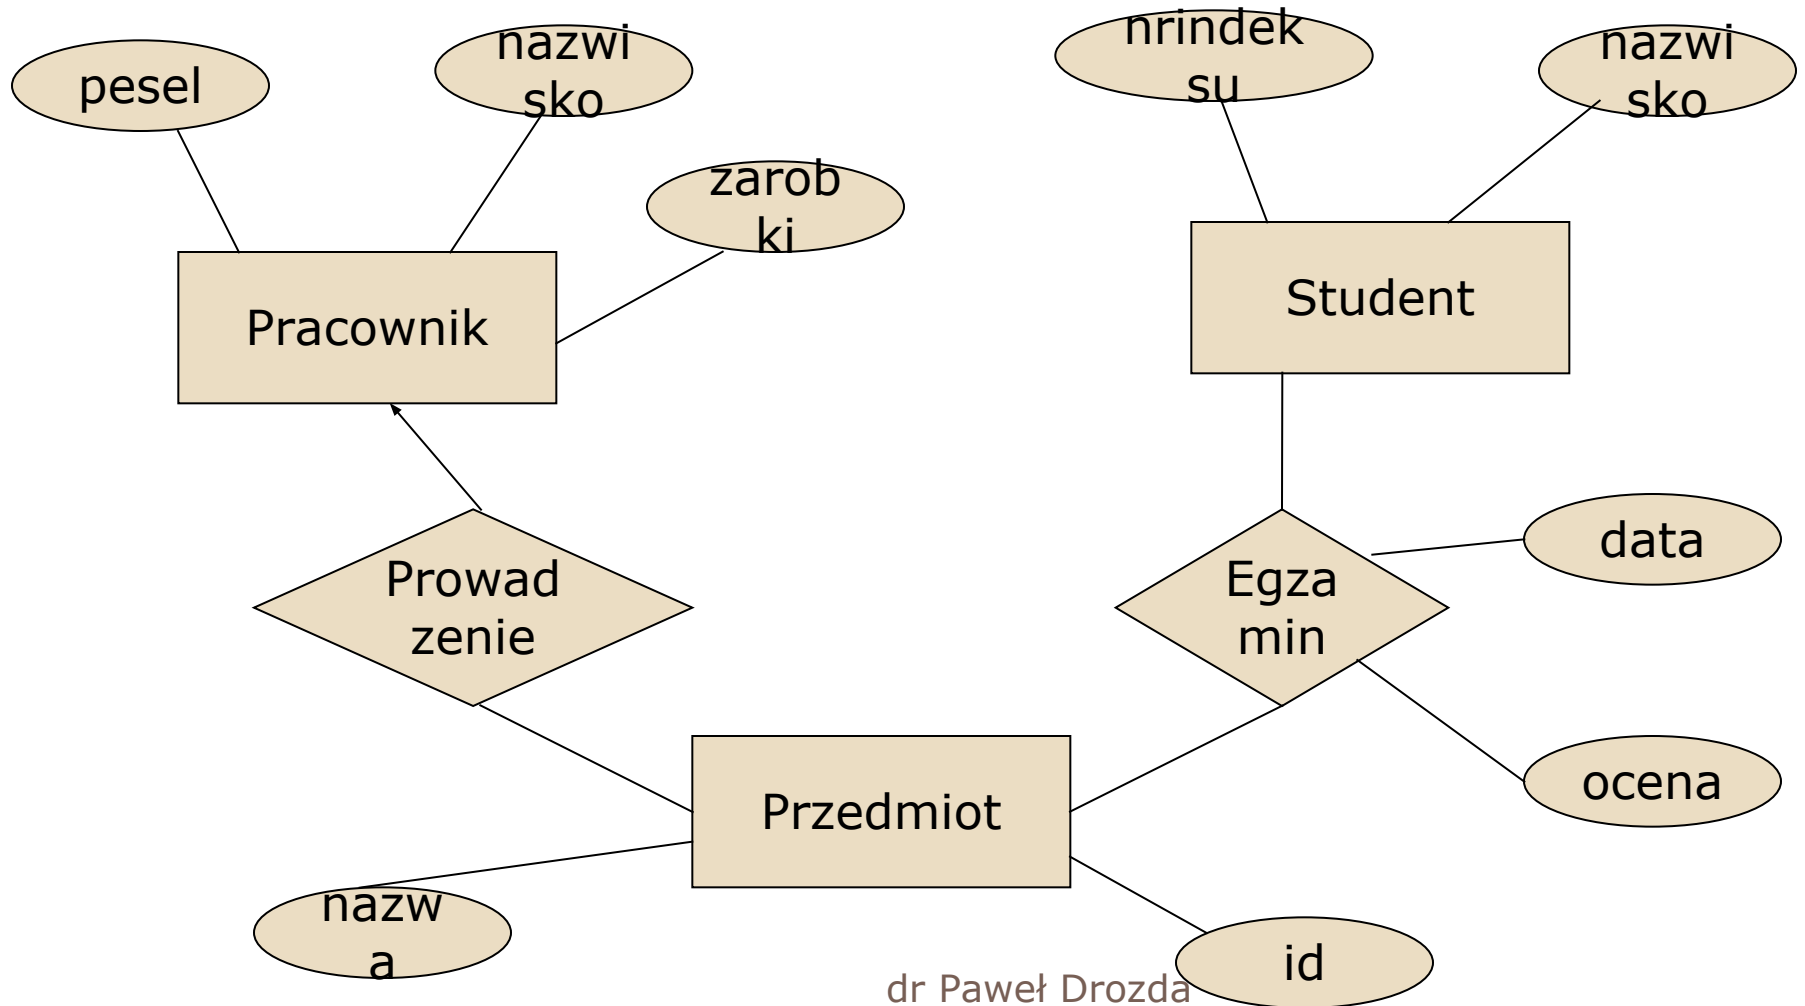 pesel
nazwi
sko
zarob
ki
nrindek
su
nazwi
sko
Pracownik
Student
Prowad
zenie
Egza
min
data
ocena
Przedmiot
nazw
a
id
dr Paweł Drozda